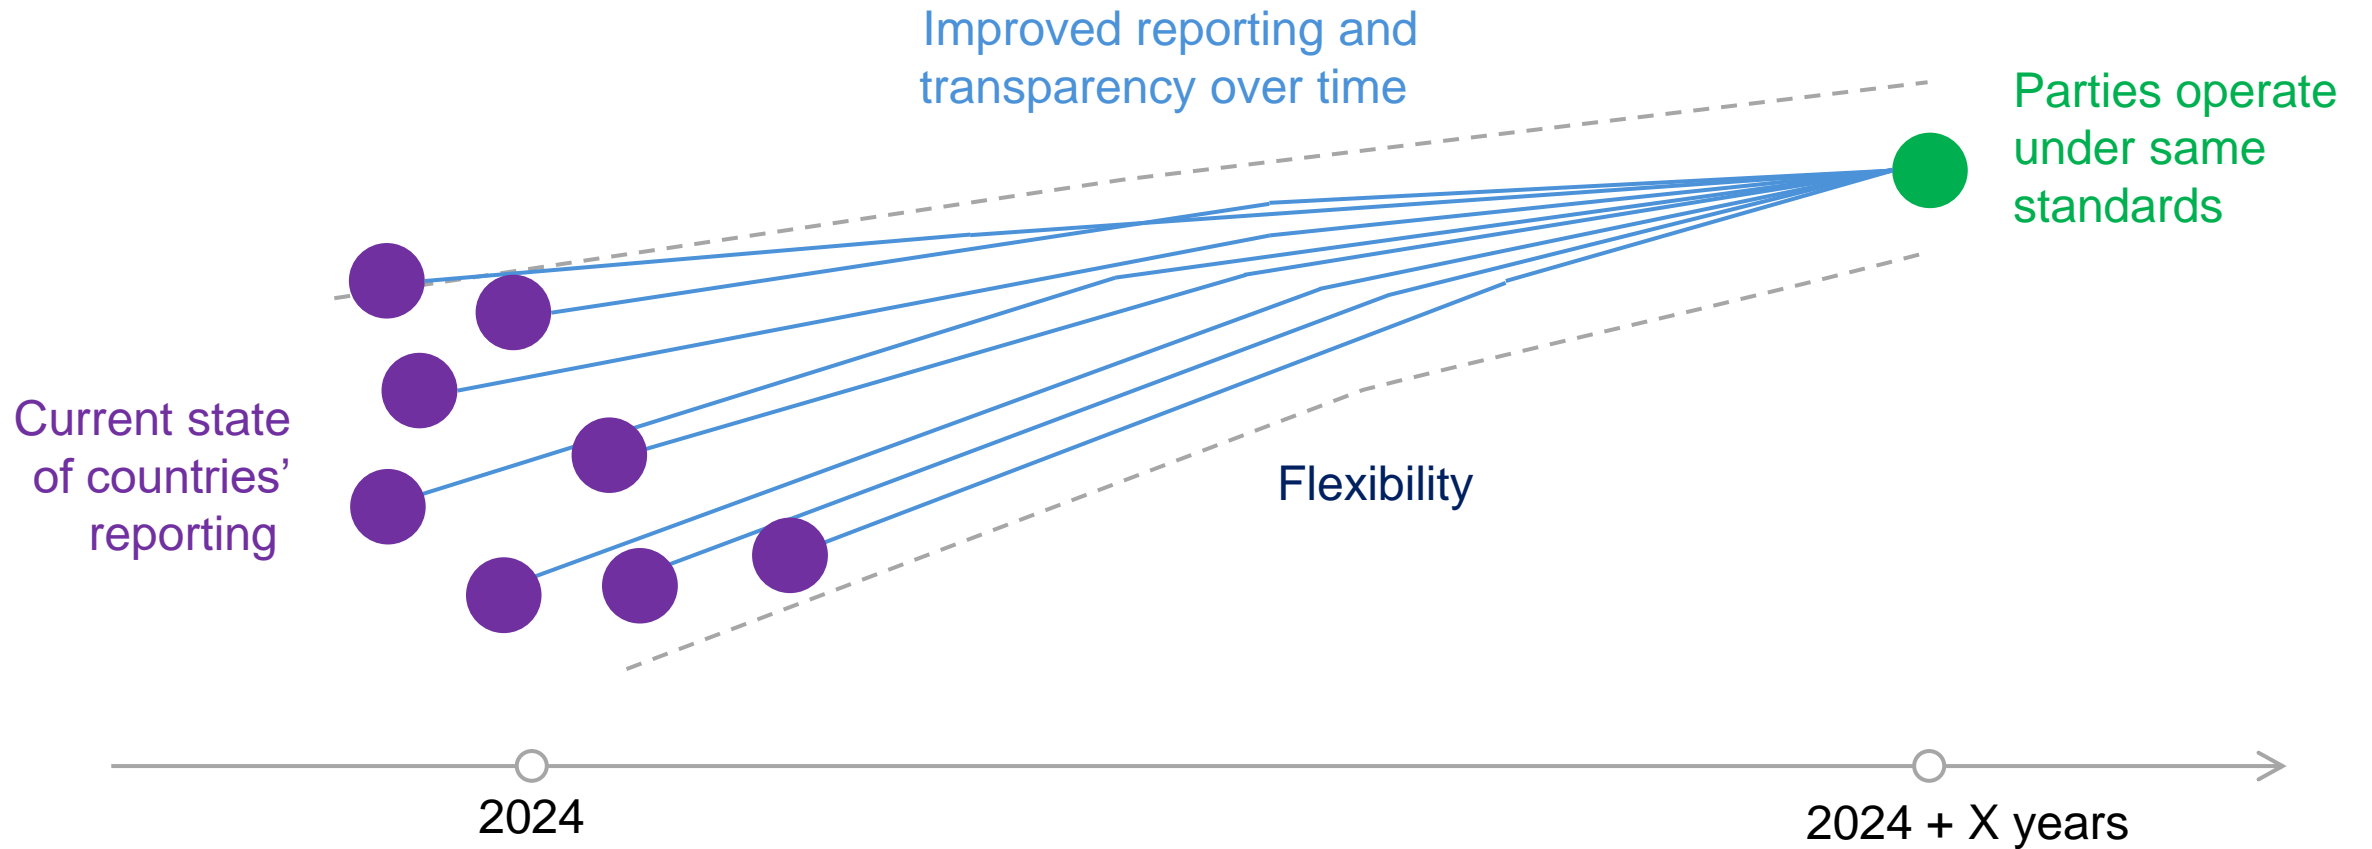 Improved reporting and
transparency over time
Parties operate
under same
standards
Current state
of countries’
reporting
Flexibility
2024
2024 + X years